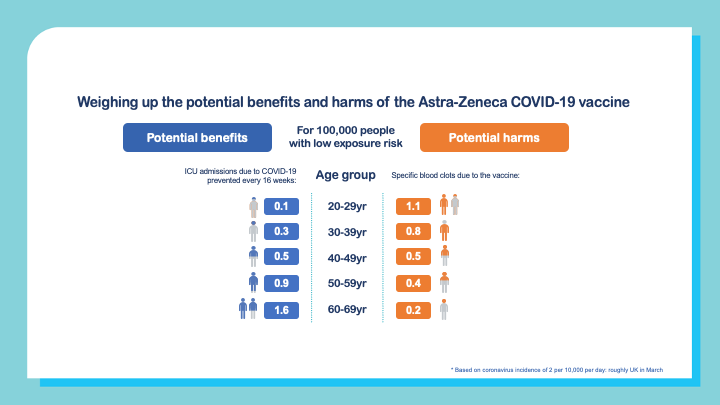 Weighing up the potential benefits and harms of the Astra-Zeneca COVID-19 vaccine
Potential benefits
For 100,000 people
with low exposure risk
Potential harms
ICU admissions due to COVID-19
prevented every 16 weeks:
Age group
Specific blood clots due to the vaccine:
0.1 20-29yr 1.1
0.3 30-39yr 0.8
0.5 40-49yr 0.5
0.9 50-59yr 0.4
1.6 60-69yr 0.2
* Based on coronavirus incidence of 2 per 10,000 per day: roughly UK in March